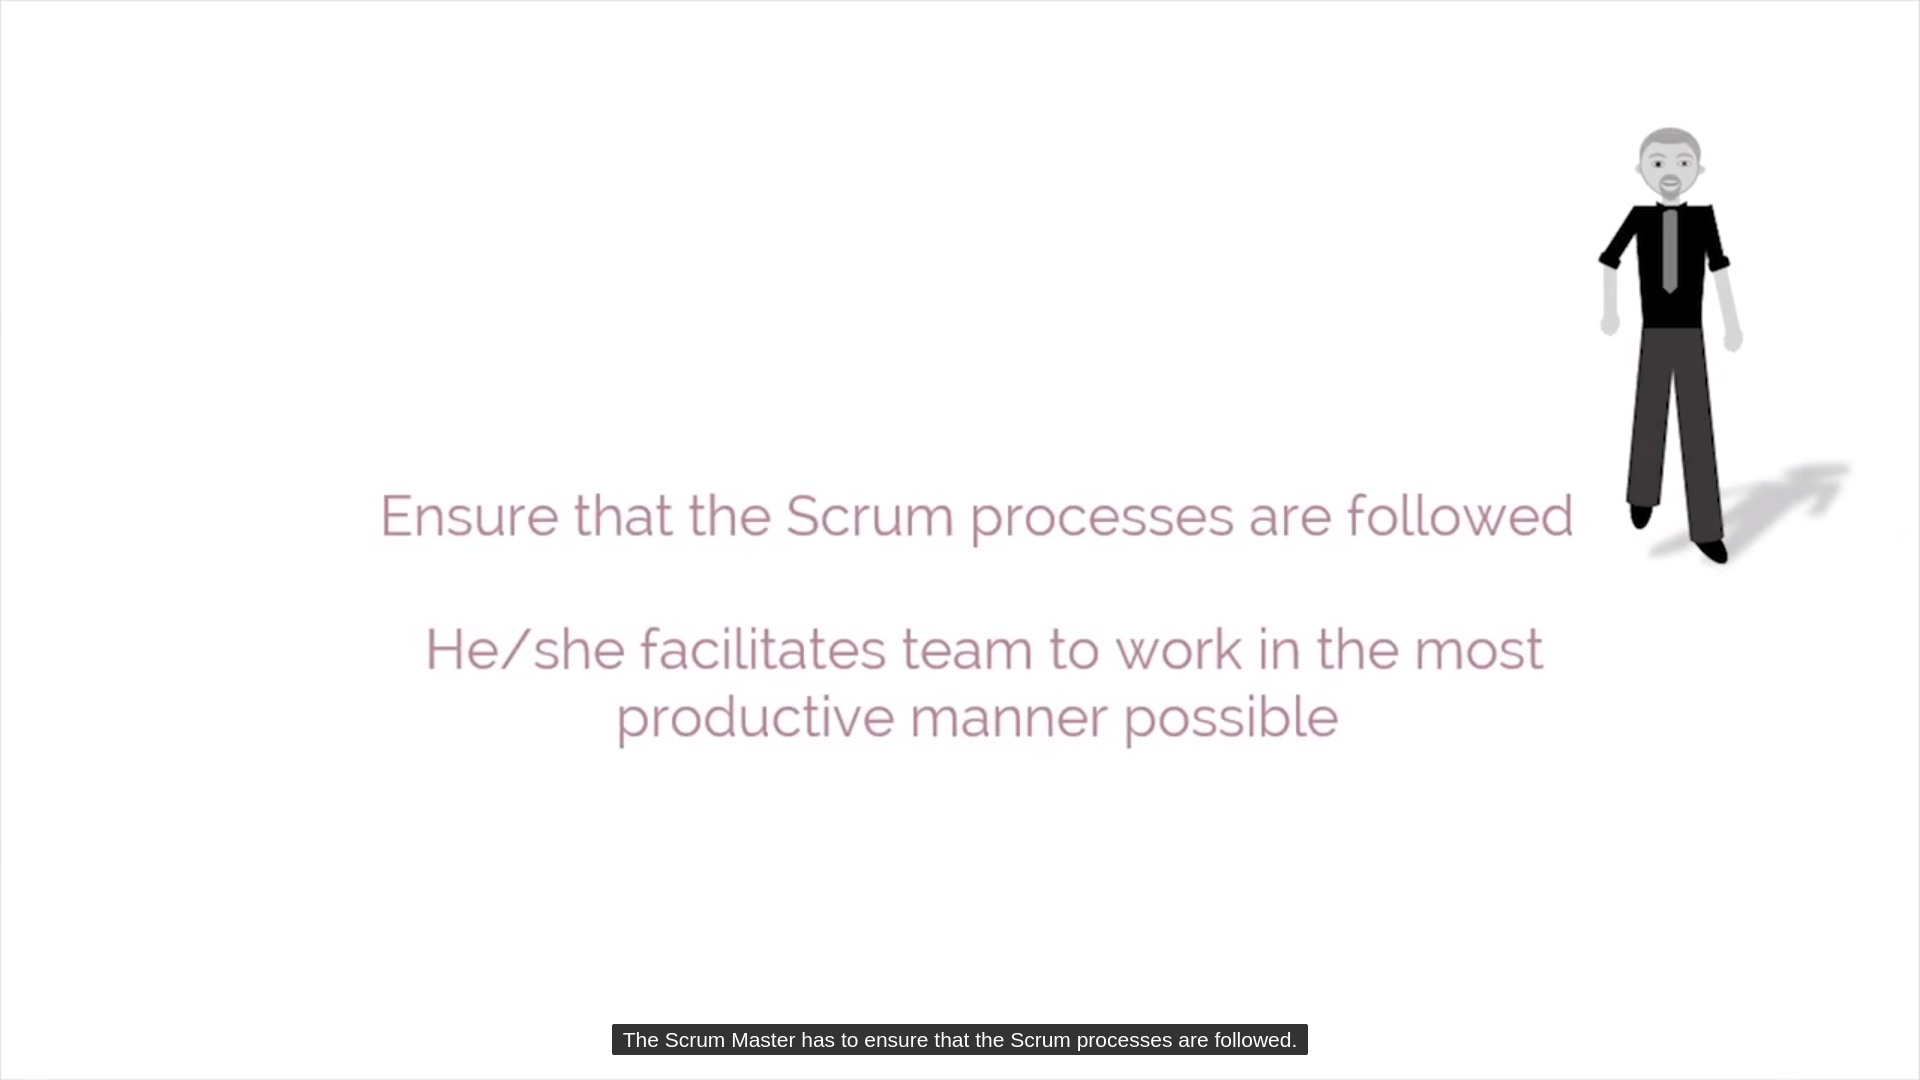 Ensure that the Scrum processes are followed
He/she facilitates team to work in the most
productive manner possible
The Scrum Master has to ensure that the Scrum processes are followed.